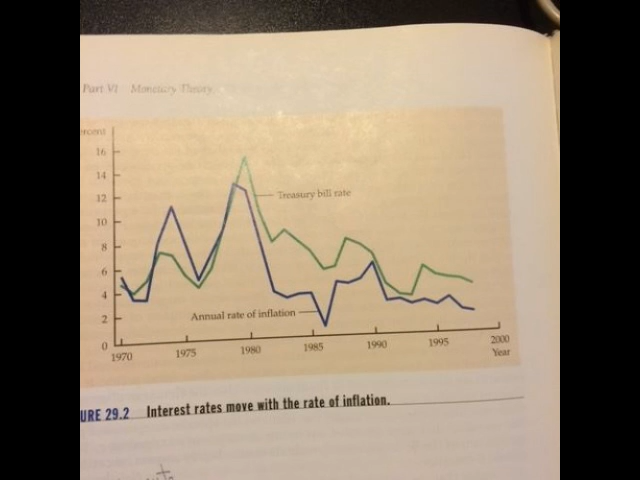 Part VI Monetary Theory
16
14
12
10
8
6
4
2
0
Treasury bill rate
Annual rate of inflation
1970 1975 1980 1985 1990 1995 2000
Year
URE 29.2 Interest rates move with the rate of inflation.